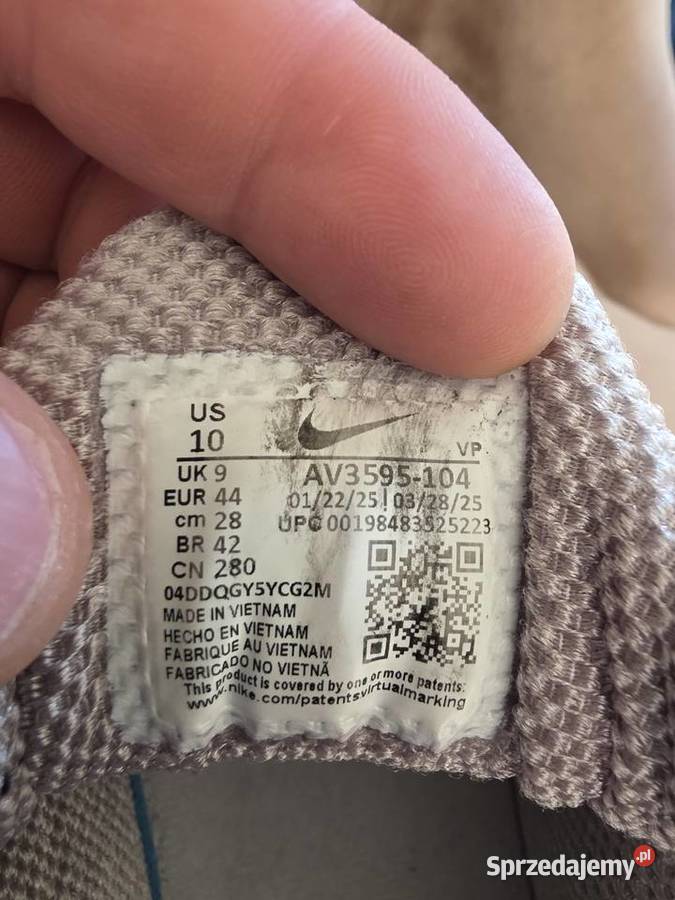 US
10
VP
UK 9
AV3595-104
EUR 44
01/22/25 | 03/28/25
cm 28
UPC 00198483525223
BR 42
CN 280
04DDQGY5YCG2M
MADE IN VIETNAM
HECHO EN VIETNAM
FABRIQUE AU VIETNAM
FABRICADO NO VIETNÃ
This product is covered by one or more patents:
www.nike.com/patentsvirtualmarking
Sprzedajemy.pl